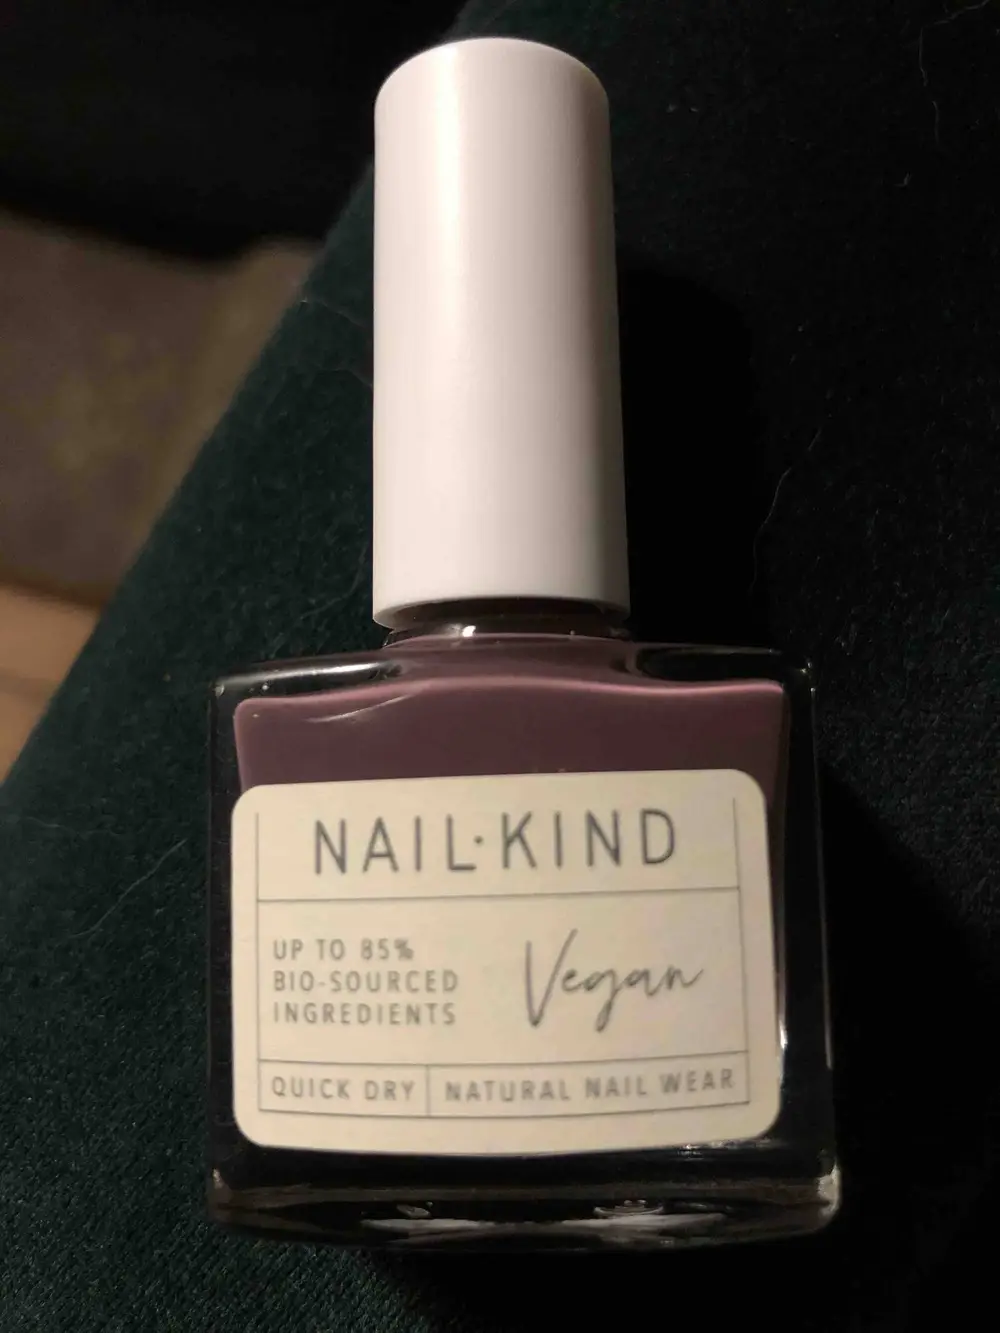 NAIL·KIND
UP TO 85%
BIO-SOURCED
INGREDIENTS
Vegan
QUICK DRY
NATURAL NAIL WEAR